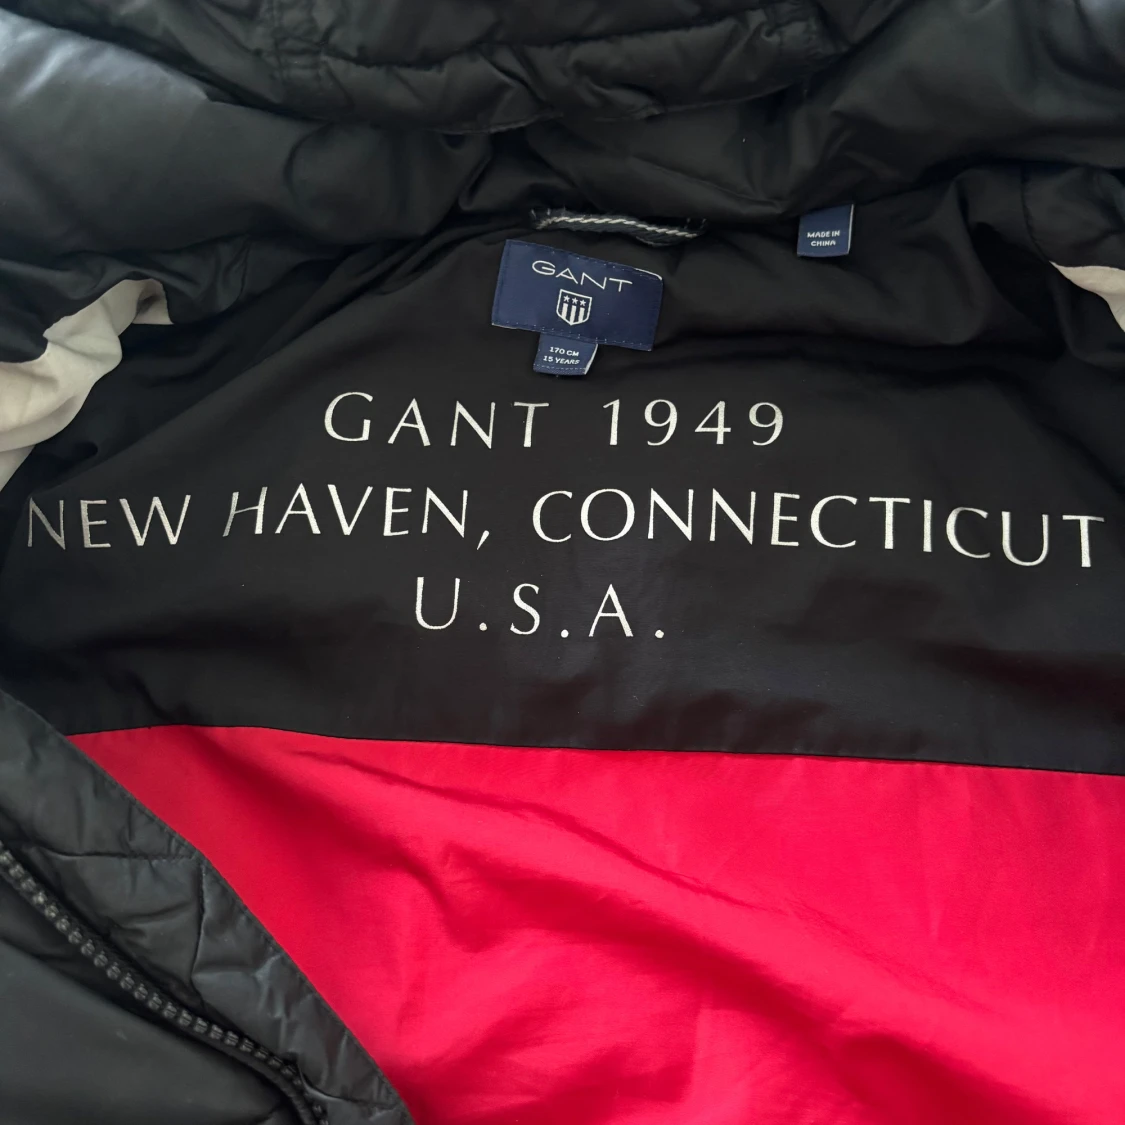 MADE IN
CHINA
GANT
170 CM
15 YEARS
GANT 1949
NEW HAVEN, CONNECTICUT
U.S.A.